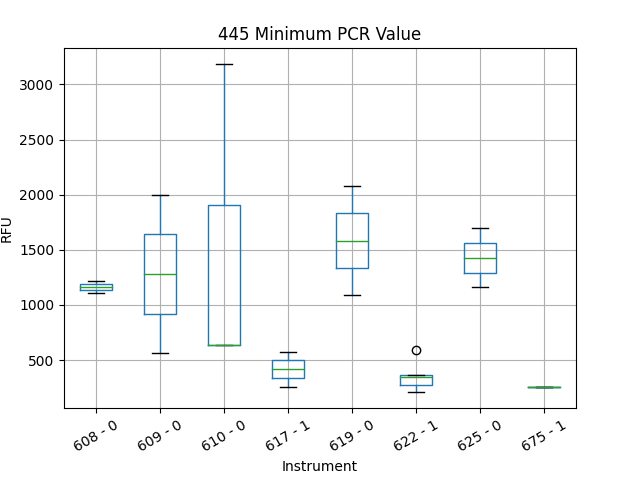 445 Minimum PCR Value
3000
2500
2000
1500
1000
500
RFU
608 - 0
609 - 0
610 - 0
617 - 1
619 - 0
622 - 1
625 - 0
675 - 1
Instrument